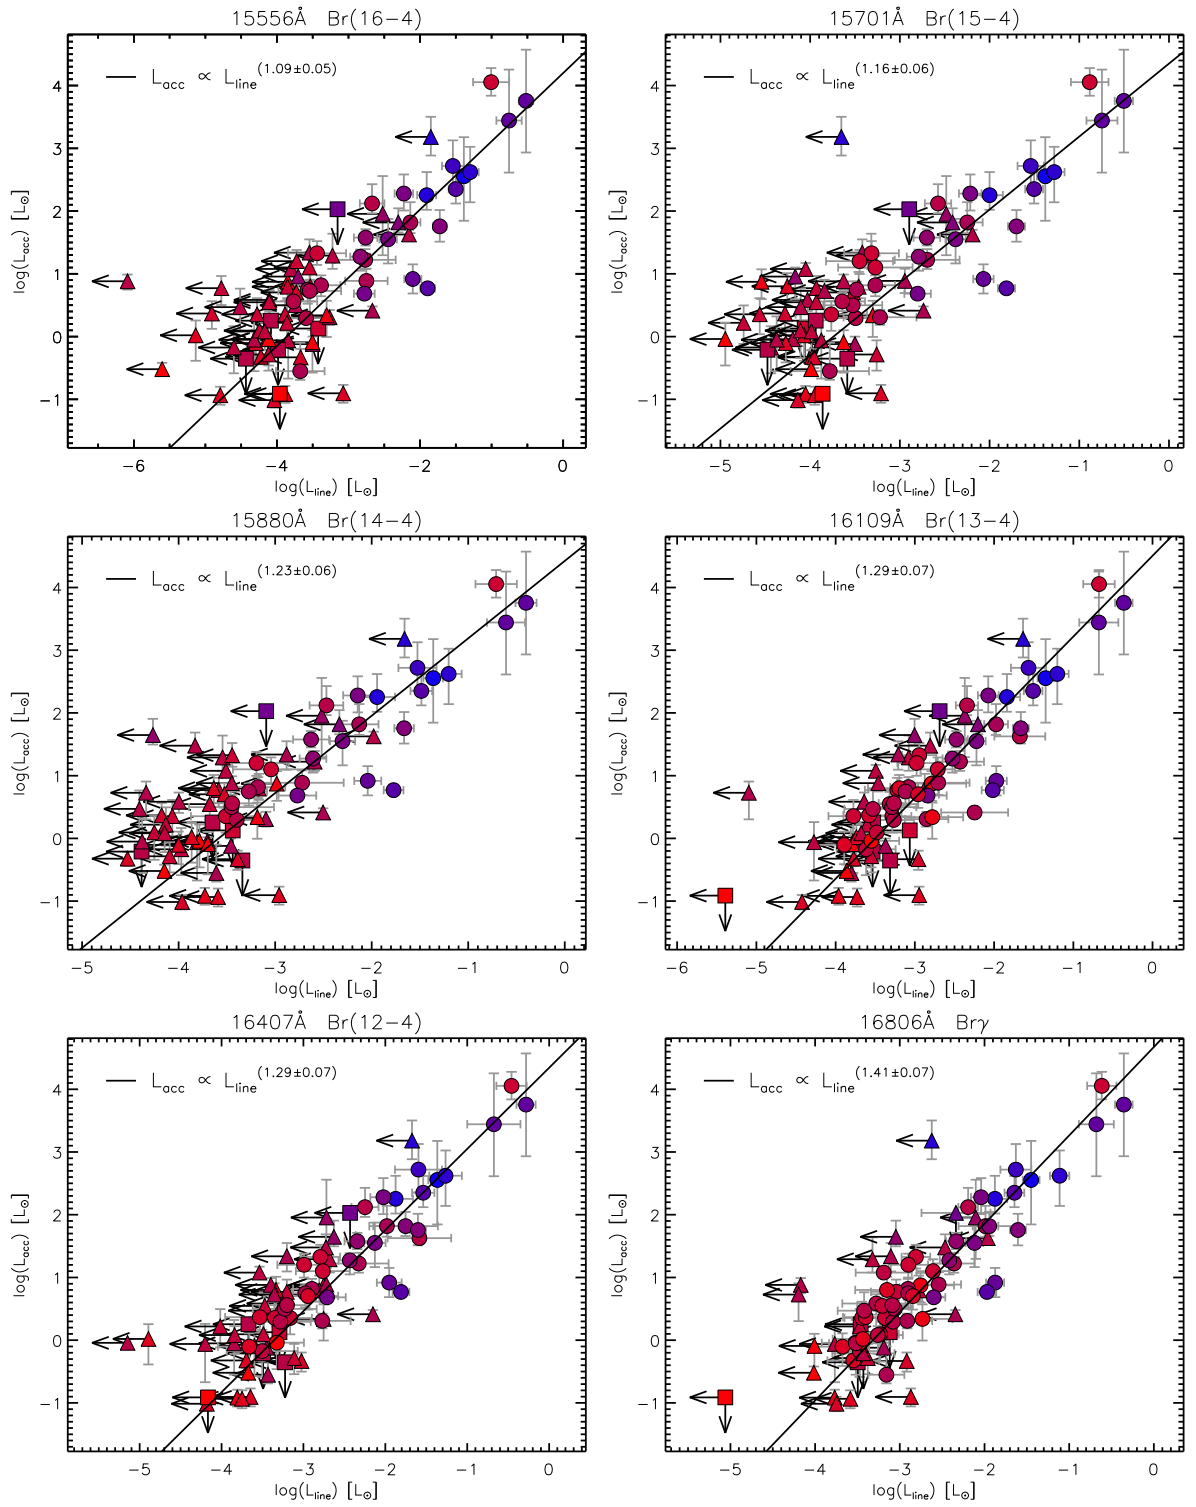 15556Å Br(16−4)
L_acc ∝ L_line^(1.09±0.05)
log(L_acc) [L_⊙]
4
3
2
1
0
−1
−6 −4 −2 0
log(L_line) [L_⊙]
15701Å Br(15−4)
L_acc ∝ L_line^(1.16±0.06)
log(L_acc) [L_⊙]
4
3
2
1
0
−1
−5 −4 −3 −2 −1 0
log(L_line) [L_⊙]
15880Å Br(14−4)
L_acc ∝ L_line^(1.23±0.06)
log(L_acc) [L_⊙]
4
3
2
1
0
−1
−5 −4 −3 −2 −1 0
log(L_line) [L_⊙]
16109Å Br(13−4)
L_acc ∝ L_line^(1.29±0.07)
log(L_acc) [L_⊙]
4
3
2
1
0
−1
−6 −5 −4 −3 −2 −1 0
log(L_line) [L_⊙]
16407Å Br(12−4)
L_acc ∝ L_line^(1.29±0.07)
log(L_acc) [L_⊙]
4
3
2
1
0
−1
−5 −4 −3 −2 −1 0
log(L_line) [L_⊙]
16806Å Brγ
L_acc ∝ L_line^(1.41±0.07)
log(L_acc) [L_⊙]
4
3
2
1
0
−1
−5 −4 −3 −2 −1 0
log(L_line) [L_⊙]